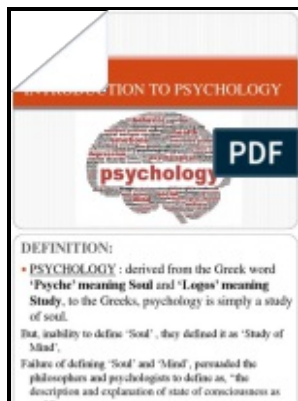 INTRODUCTION TO PSYCHOLOGY
psychology
PDF
DEFINITION:
• PSYCHOLOGY : derived from the Greek word
'Psyche' meaning Soul and 'Logos' meaning
Study, to the Greeks, psychology is simply a study
of soul.
But, inability to define 'Soul' , they defined it as 'Study of
Mind',
Failure of defining 'Soul' and 'Mind', persuaded the
philosophers and psychologists to define as, "the
description and explanation of state of consciousness as